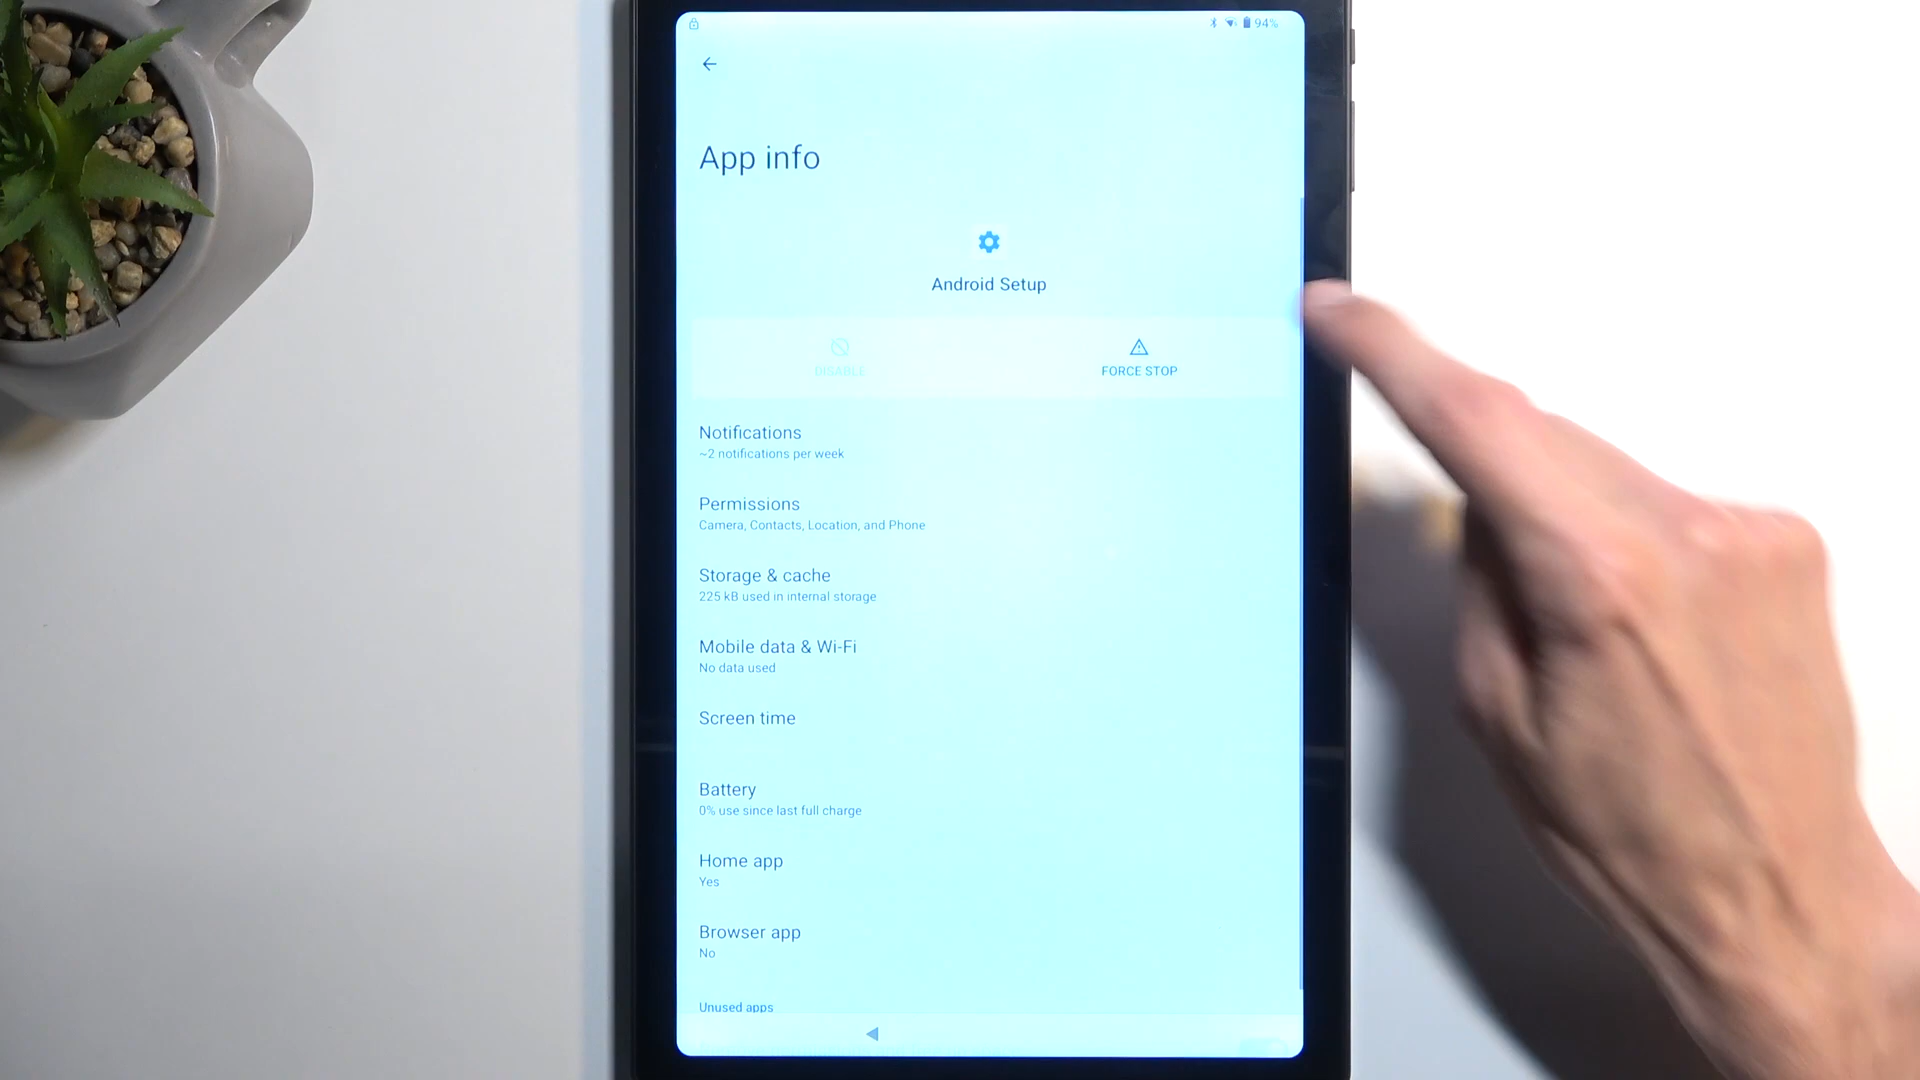 94%
App info
Android Setup
DISABLE
FORCE STOP
Notifications
~2 notifications per week
Permissions
Camera, Contacts, Location, and Phone
Storage & cache
225 kB used in internal storage
Mobile data & Wi-Fi
No data used
Screen time
Battery
0% use since last full charge
Home app
Yes
Browser app
No
Unused apps